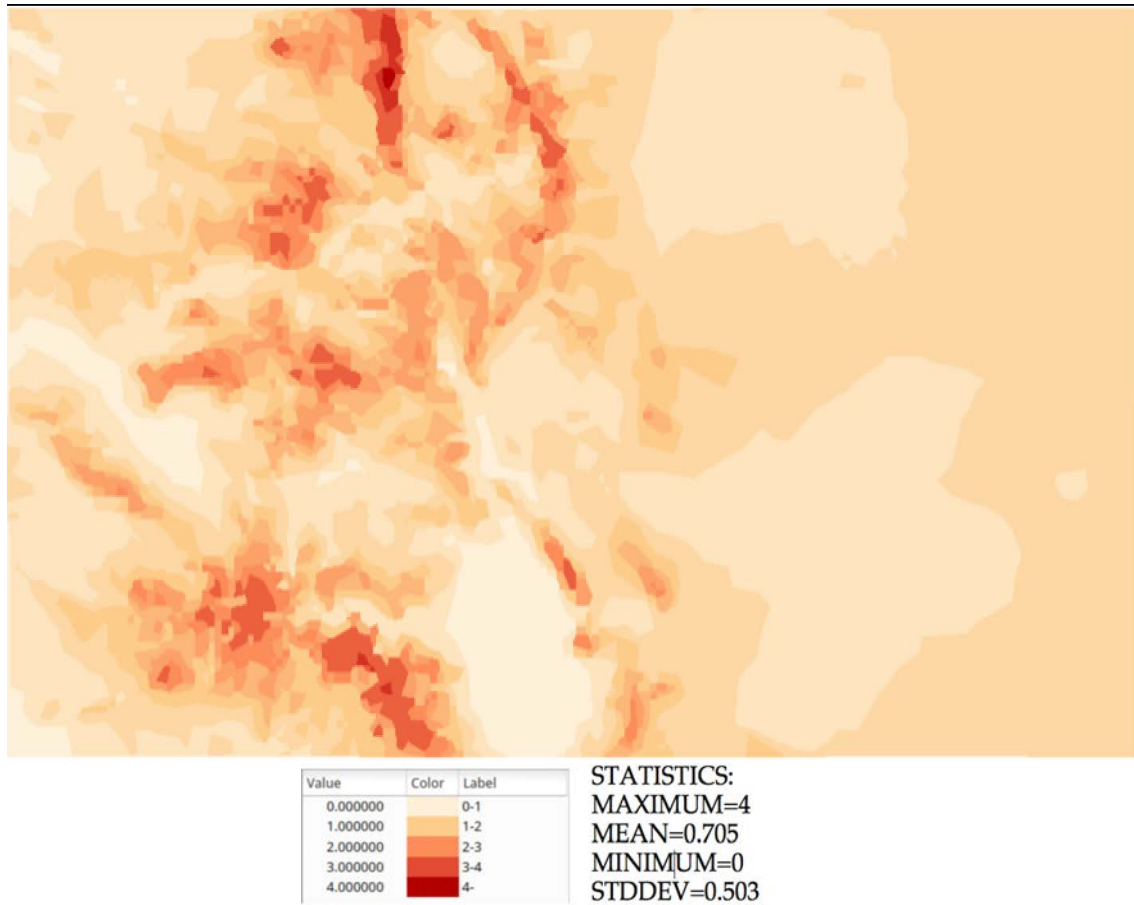 Value Color Label
0.000000 0-1
1.000000 1-2
2.000000 2-3
3.000000 3-4
4.000000 4-
STATISTICS:
MAXIMUM=4
MEAN=0.705
MINIMUM=0
STDDEV=0.503